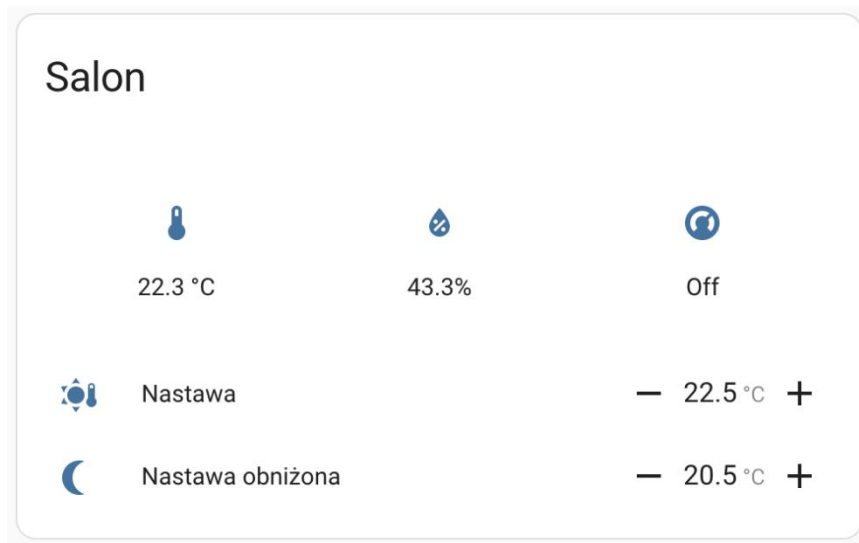 Salon
22.3 °C 43.3% Off
Nastawa − 22.5 °C +
Nastawa obniżona − 20.5 °C +